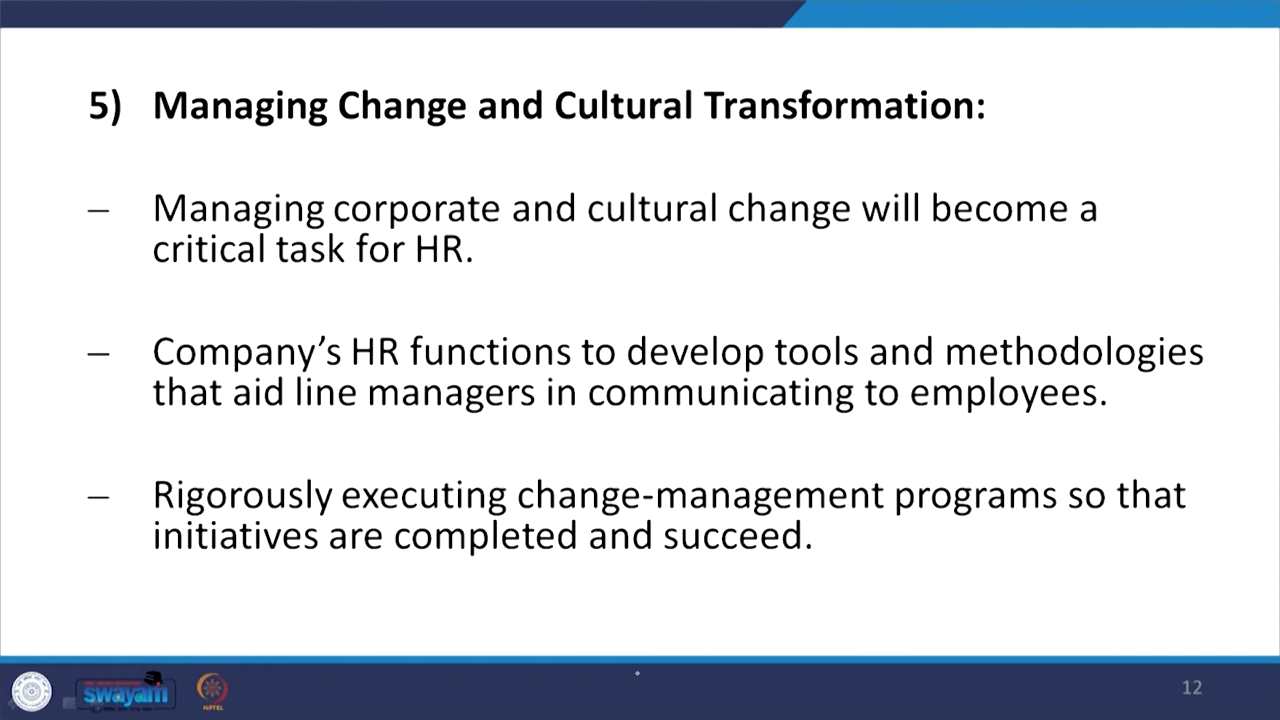 5) Managing Change and Cultural Transformation:
– Managing corporate and cultural change will become a
critical task for HR.
– Company’s HR functions to develop tools and methodologies
that aid line managers in communicating to employees.
– Rigorously executing change-management programs so that
initiatives are completed and succeed.
swayam
NPTEL
12